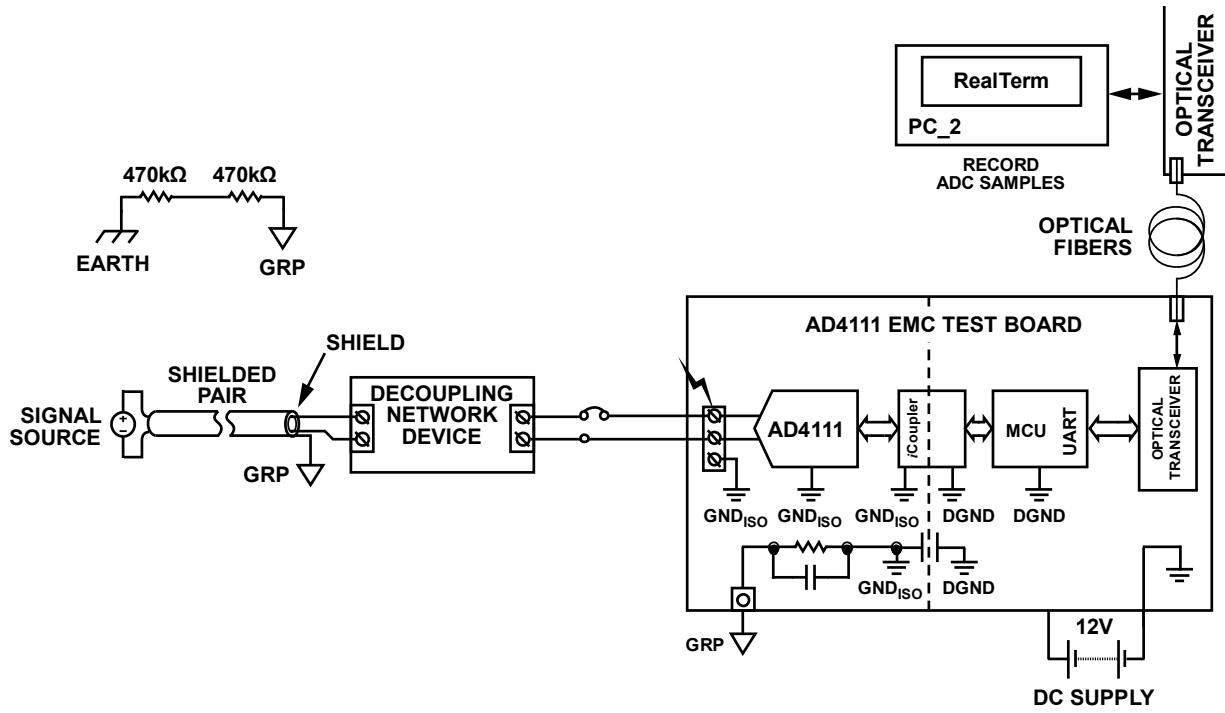 RealTerm
PC_2
RECORD
ADC SAMPLES
OPTICAL
TRANSCEIVER
470kΩ 470kΩ
EARTH
GRP
OPTICAL
FIBERS
AD4111 EMC TEST BOARD
SHIELD
SHIELDED
PAIR
SIGNAL
SOURCE
GRP
DECOUPLING
NETWORK
DEVICE
AD4111
iCoupler
MCU
UART
OPTICAL
TRANSCEIVER
GNDISO GNDISO GNDISO DGND DGND
GNDISO DGND
GRP
12V
DC SUPPLY